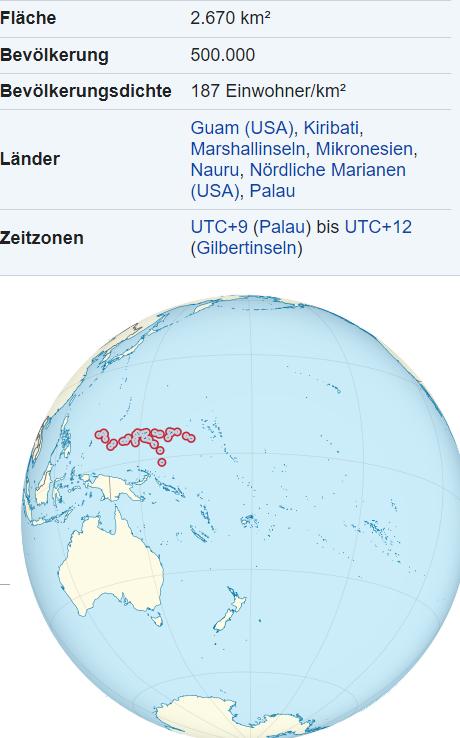 Fläche 2.670 km²
Bevölkerung 500.000
Bevölkerungsdichte 187 Einwohner/km²
Länder Guam (USA), Kiribati,
Marshallinseln, Mikronesien,
Nauru, Nördliche Marianen
(USA), Palau
Zeitzonen UTC+9 (Palau) bis UTC+12
(Gilbertinseln)